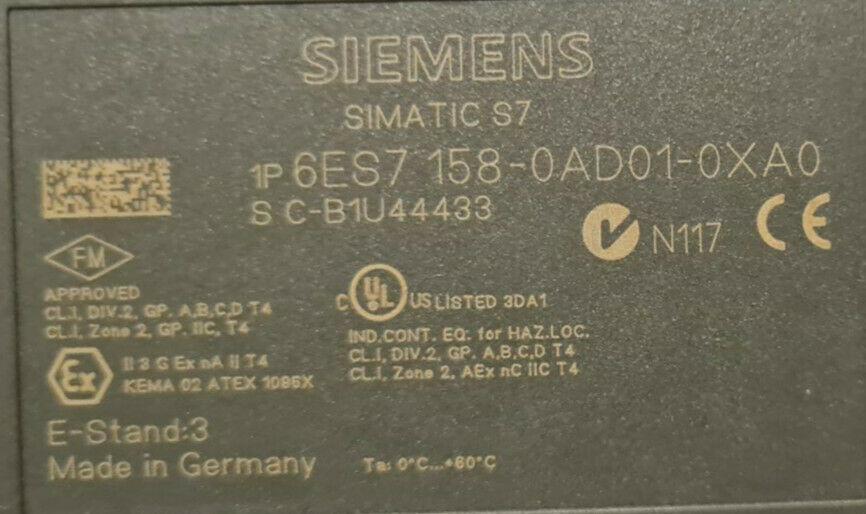 SIEMENS
SIMATIC S7
1P 6ES7 158-0AD01-0XA0
S C-B1U44433
N117 CE
FM
APPROVED
CL.I, DIV.2, GP. A,B,C,D T4
CL.I, Zone 2, GP. IIC, T4
C UL US LISTED 3DA1
IND.CONT. EQ. for HAZ.LOC.
CL.I, DIV.2, GP. A,B,C,D T4
CL.I, Zone 2, AEx nC IIC T4
Ex II 3 G Ex nA II T4
KEMA 02 ATEX 1096X
E-Stand:3
Made in Germany
Ta: 0°C...+60°C